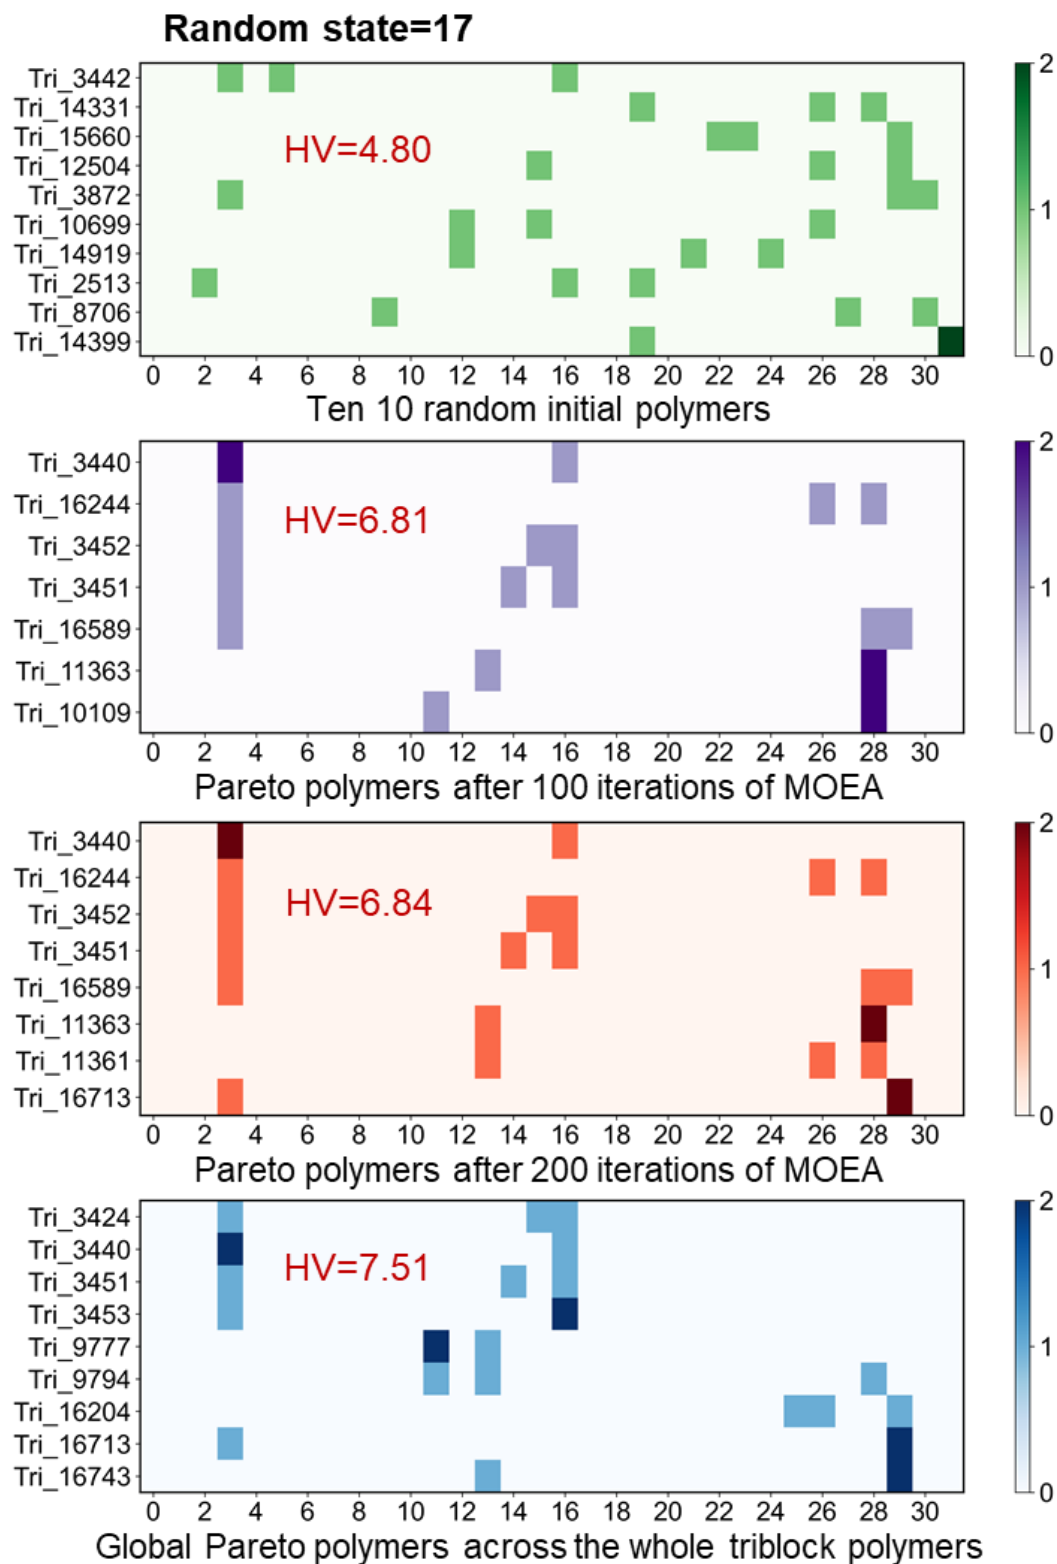 Random state=17
Tri_3442
Tri_14331
Tri_15660
Tri_12504
Tri_3872
Tri_10699
Tri_14919
Tri_2513
Tri_8706
Tri_14399
HV=4.80
2
1
0
0 2 4 6 8 10 12 14 16 18 20 22 24 26 28 30
Ten 10 random initial polymers
Tri_3440
Tri_16244
Tri_3452
Tri_3451
Tri_16589
Tri_11363
Tri_10109
HV=6.81
2
1
0
0 2 4 6 8 10 12 14 16 18 20 22 24 26 28 30
Pareto polymers after 100 iterations of MOEA
Tri_3440
Tri_16244
Tri_3452
Tri_3451
Tri_16589
Tri_11363
Tri_11361
Tri_16713
HV=6.84
2
1
0
0 2 4 6 8 10 12 14 16 18 20 22 24 26 28 30
Pareto polymers after 200 iterations of MOEA
Tri_3424
Tri_3440
Tri_3451
Tri_3453
Tri_9777
Tri_9794
Tri_16204
Tri_16713
Tri_16743
HV=7.51
2
1
0
0 2 4 6 8 10 12 14 16 18 20 22 24 26 28 30
Global Pareto polymers across the whole triblock polymers